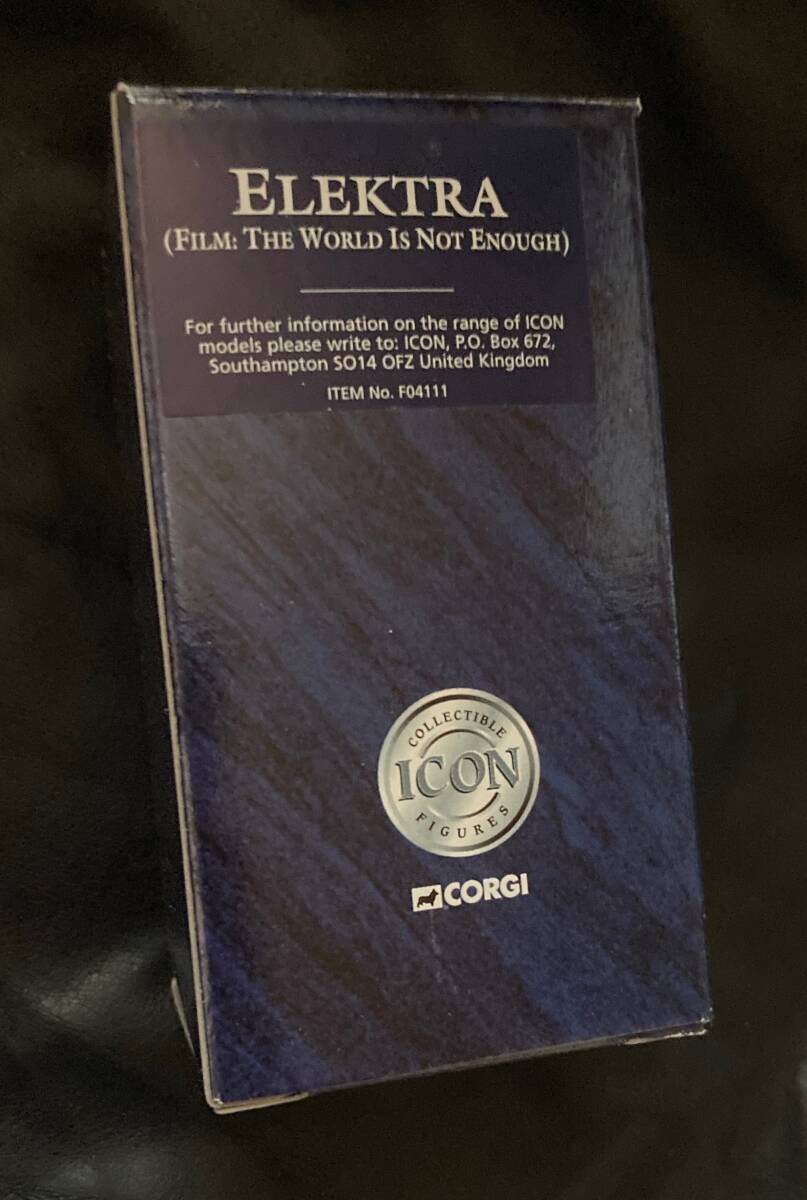 ELEKTRA
(FILM: THE WORLD IS NOT ENOUGH)
For further information on the range of ICON
models please write to: ICON, P.O. Box 672,
Southampton SO14 OFZ United Kingdom
ITEM No. F04111
COLLECTIBLE
ICON
FIGURES
CORGI